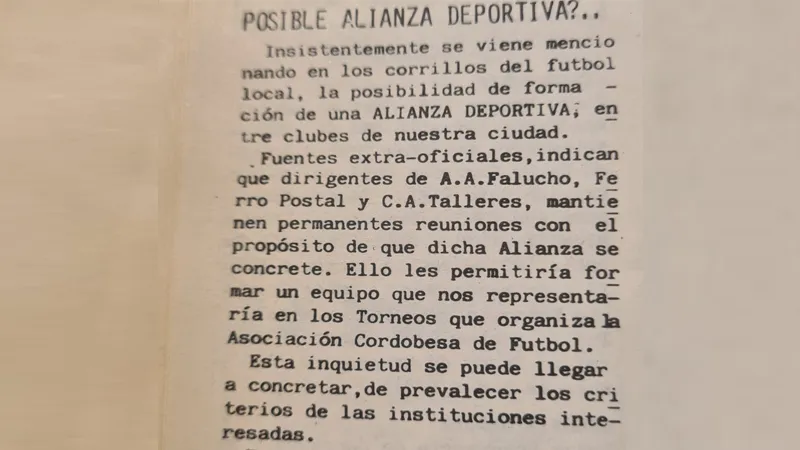 POSIBLE ALIANZA DEPORTIVA?..
Insistentemente se viene mencio
nando en los corrillos del futbol
local, la posibilidad de forma -
ción de una ALIANZA DEPORTIVA, en
tre clubes de nuestra ciudad.
Fuentes extra-oficiales,indican
que dirigentes de A.A.Falucho, Fe
rro Postal y C.A.Talleres, mantie
nen permanentes reuniones con el
propósito de que dicha Alianza se
concrete. Ello les permitiría for
mar un equipo que nos representa-
ría en los Torneos que organiza la
Asociación Cordobesa de Futbol.
Esta inquietud se puede llegar
a concretar,de prevalecer los cri
terios de las instituciones inte-
resadas.